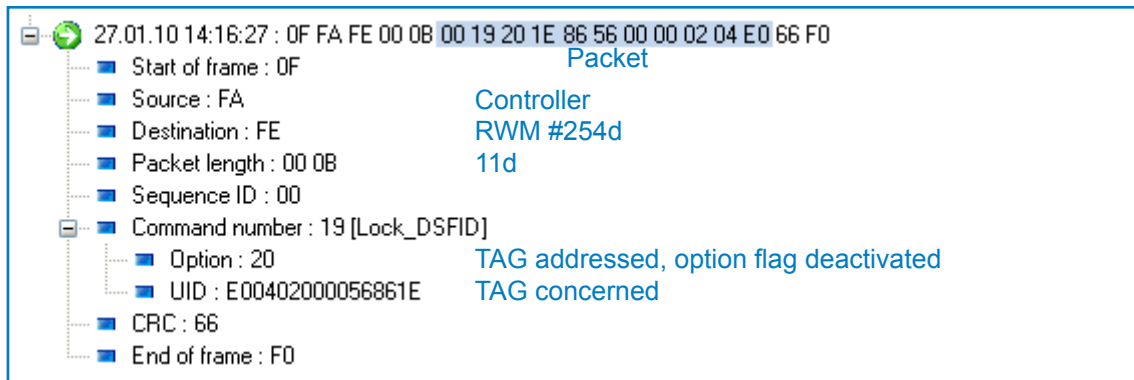 27.01.10 14:16:27 : 0F FA FE 00 0B 00 19 20 1E 86 56 00 00 02 04 E0 66 F0
Packet
Start of frame : 0F
Source : FA Controller
Destination : FE RWM #254d
Packet length : 00 0B 11d
Sequence ID : 00
Command number : 19 [Lock_DSFID]
Option : 20 TAG addressed, option flag deactivated
UID : E00402000056861E TAG concerned
CRC : 66
End of frame : F0